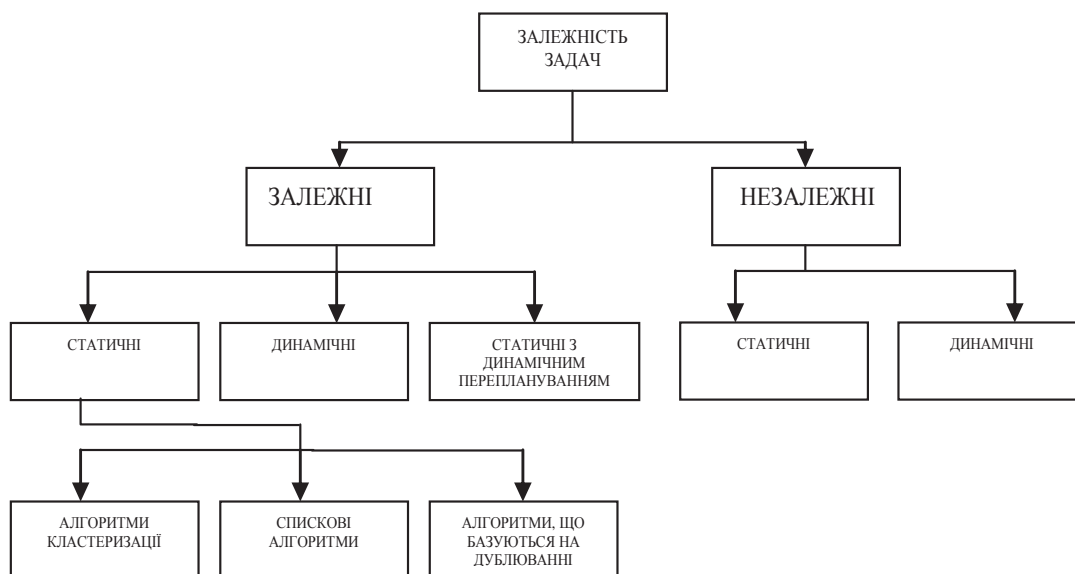 ЗАЛЕЖНІСТЬ
ЗАДАЧ
ЗАЛЕЖНІ
НЕЗАЛЕЖНІ
СТАТИЧНІ
ДИНАМІЧНІ
СТАТИЧНІ З
ДИНАМІЧНИМ
ПЕРЕПЛАНУВАННЯМ
СТАТИЧНІ
ДИНАМІЧНІ
АЛГОРИТМИ
КЛАСТЕРИЗАЦІЇ
СПИСКОВІ
АЛГОРИТМИ
АЛГОРИТМИ, ЩО
БАЗУЮТЬСЯ НА
ДУБЛЮВАННІ